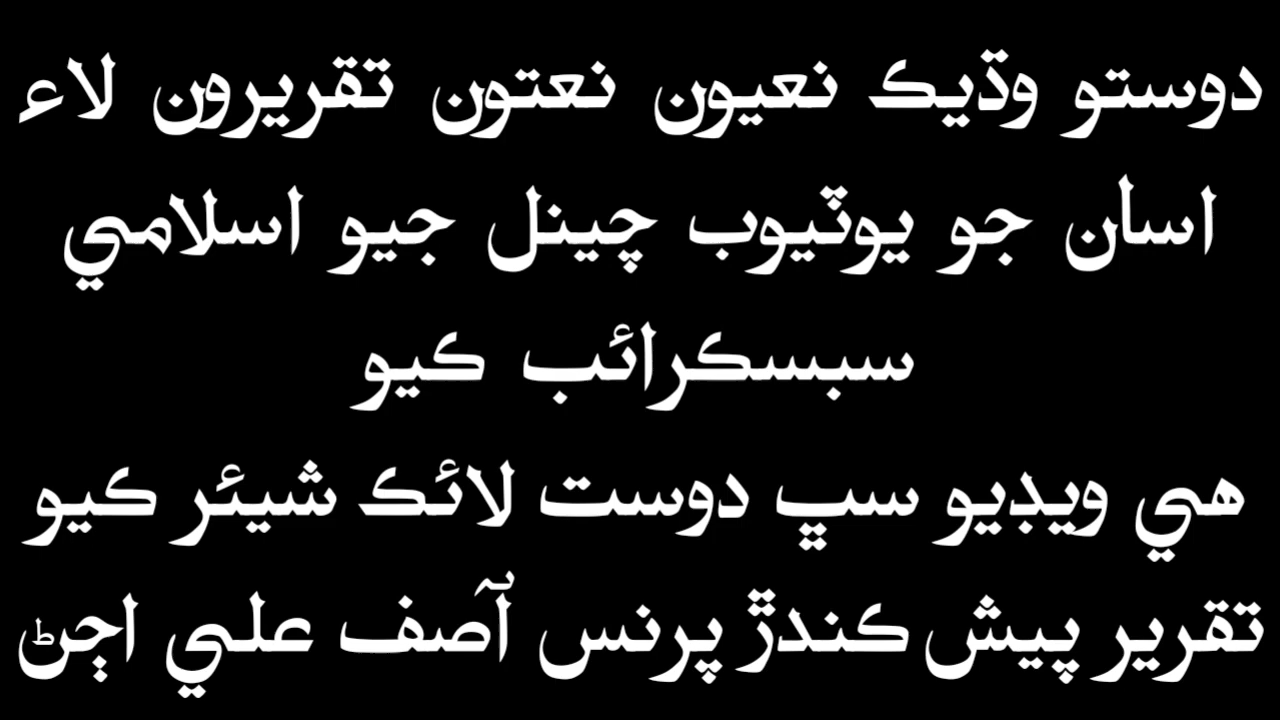 دوستو وڌيڪ نعيون نعتون تقريرون لاءِ
اسان جو يوٽيوب چينل جيو اسلامي
سبسڪرائب ڪيو
هي ويڊيو سڀ دوست لائڪ شيئر ڪيو
تقرير پيش ڪندڙ پرنس آصف علي اڄڻ